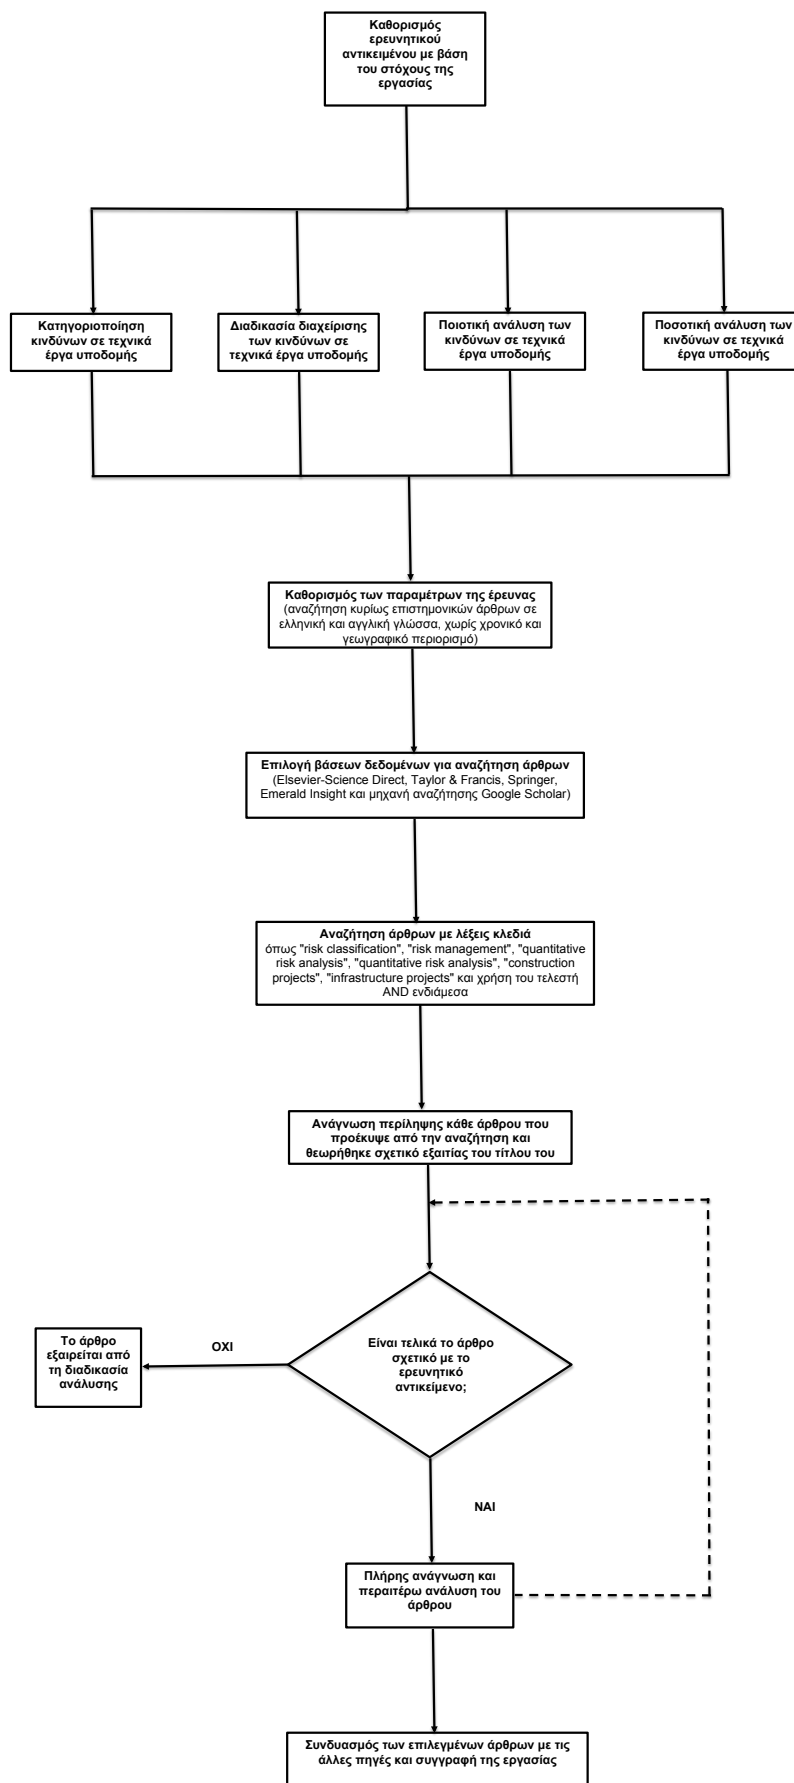 Καθορισμός
ερευνητικού
αντικειμένου με βάση
του στόχους της
εργασίας
Κατηγοριοποίηση
κινδύνων σε τεχνικά
έργα υποδομής
Διαδικασία διαχείρισης
των κινδύνων σε
τεχνικά έργα υποδομής
Ποιοτική ανάλυση των
κινδύνων σε τεχνικά
έργα υποδομής
Ποσοτική ανάλυση των
κινδύνων σε τεχνικά
έργα υποδομής
Καθορισμός των παραμέτρων της έρευνας
(αναζήτηση κυρίως επιστημονικών άρθρων σε
ελληνική και αγγλική γλώσσα, χωρίς χρονικό και
γεωγραφικό περιορισμό)
Επιλογή βάσεων δεδομένων για αναζήτηση άρθρων
(Elsevier-Science Direct, Taylor & Francis, Springer,
Emerald Insight και μηχανή αναζήτησης Google Scholar)
Αναζήτηση άρθρων με λέξεις κλεδιά
όπως "risk classification", "risk management", "quantitative
risk analysis", "quantitative risk analysis", "construction
projects", "infrastructure projects" και χρήση του τελεστή
AND ενδιάμεσα
Ανάγνωση περίληψης κάθε άρθρου που
προέκυψε από την αναζήτηση και
θεωρήθηκε σχετικό εξαιτίας του τίτλου του
Είναι τελικά το άρθρο
σχετικό με το
ερευνητικό
αντικείμενο;
ΟΧΙ
Το άρθρο
εξαιρείται από
τη διαδικασία
ανάλυσης
ΝΑΙ
Πλήρης ανάγνωση και
περαιτέρω ανάλυση του
άρθρου
Συνδυασμός των επιλεγμένων άρθρων με τις
άλλες πηγές και συγγραφή της εργασίας